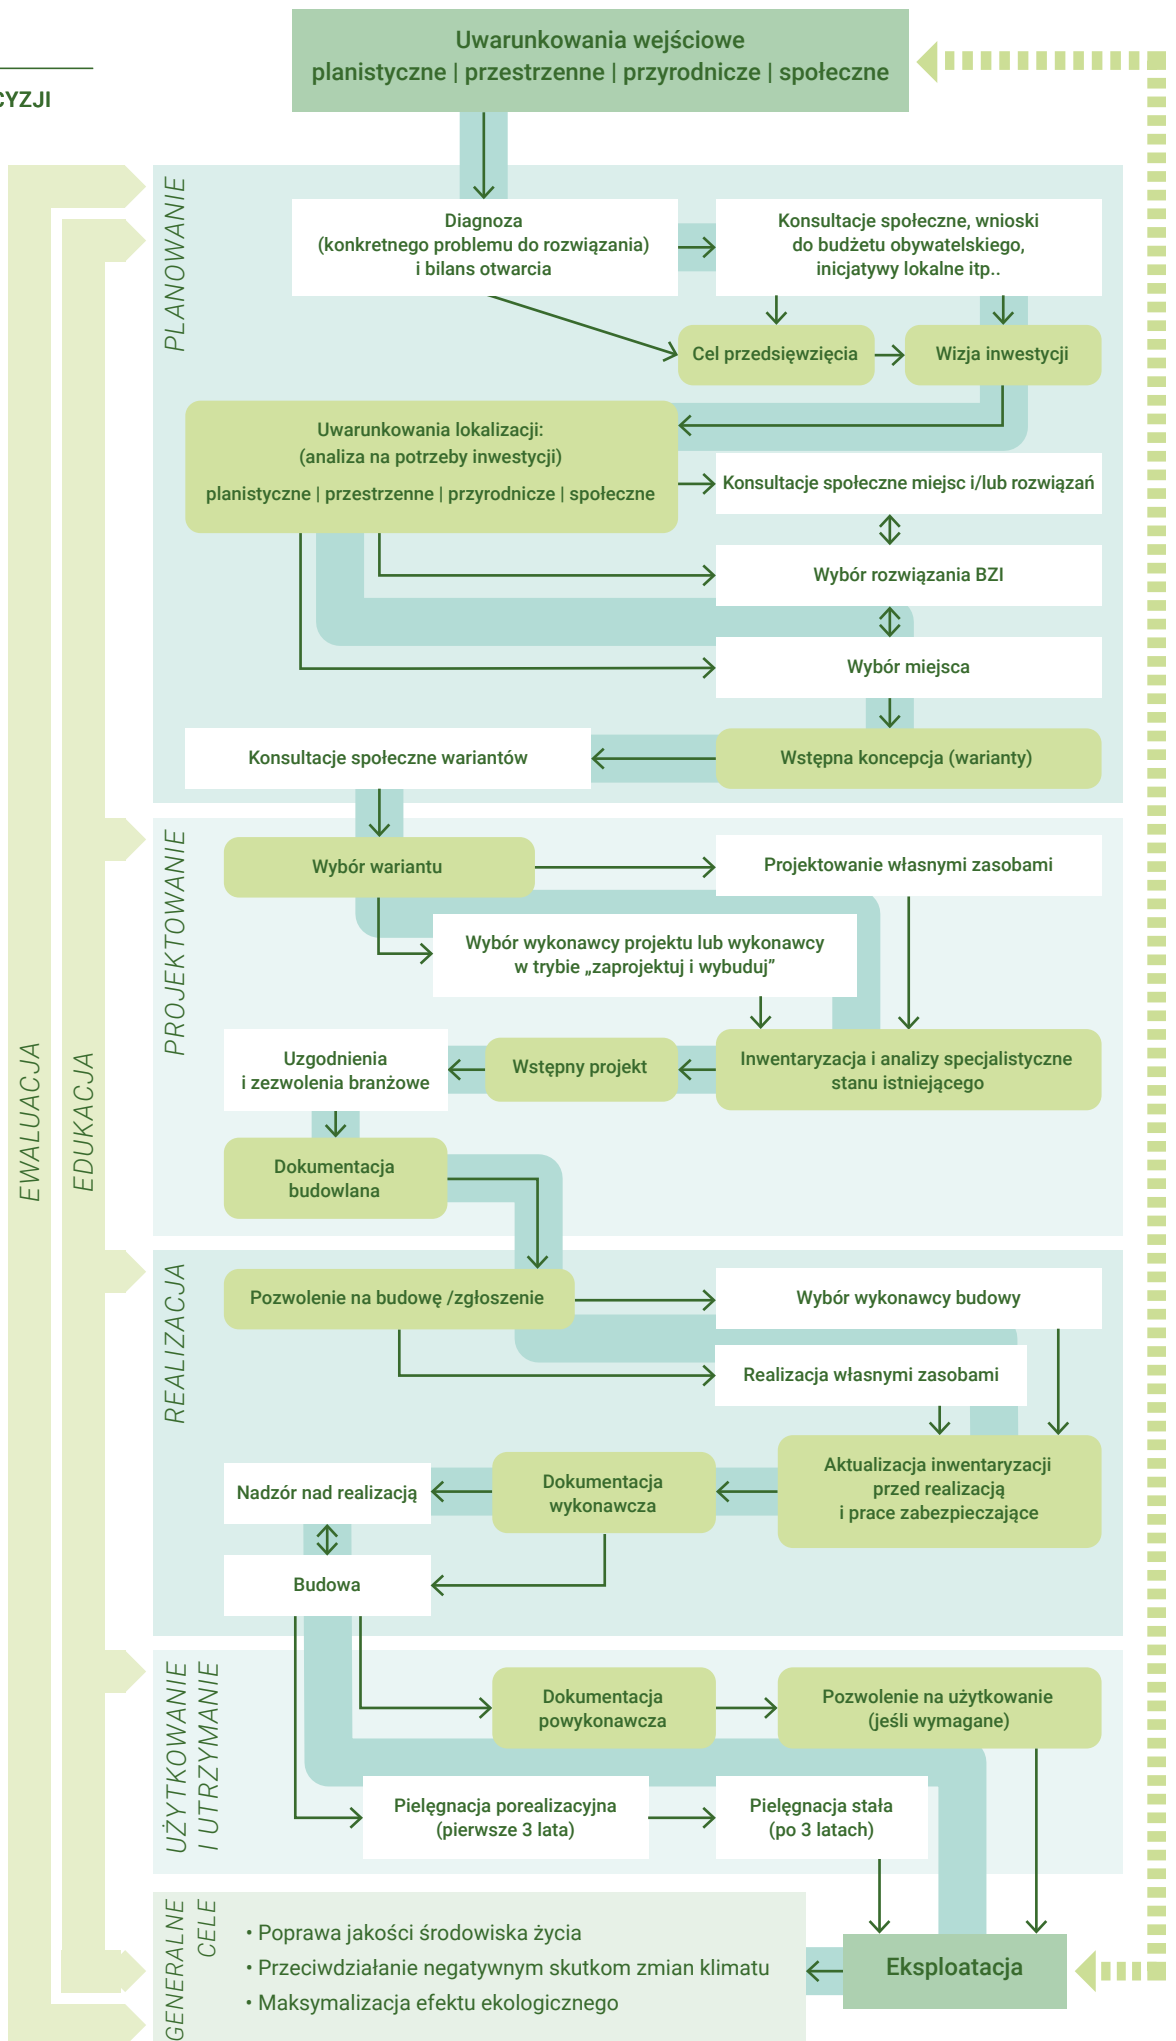 CYZJI
Uwarunkowania wejściowe
planistyczne | przestrzenne | przyrodnicze | społeczne
EWALUACJA
EDUKACJA
PLANOWANIE
Diagnoza
(konkretnego problemu do rozwiązania)
i bilans otwarcia
Konsultacje społeczne, wnioski
do budżetu obywatelskiego,
inicjatywy lokalne itp..
Cel przedsięwzięcia
Wizja inwestycji
Uwarunkowania lokalizacji:
(analiza na potrzeby inwestycji)
planistyczne | przestrzenne | przyrodnicze | społeczne
Konsultacje społeczne miejsc i/lub rozwiązań
Wybór rozwiązania BZI
Wybór miejsca
Wstępna koncepcja (warianty)
Konsultacje społeczne wariantów
PROJEKTOWANIE
Wybór wariantu
Projektowanie własnymi zasobami
Wybór wykonawcy projektu lub wykonawcy
w trybie „zaprojektuj i wybuduj”
Inwentaryzacja i analizy specjalistyczne
stanu istniejącego
Wstępny projekt
Uzgodnienia
i zezwolenia branżowe
Dokumentacja
budowlana
REALIZACJA
Pozwolenie na budowę /zgłoszenie
Wybór wykonawcy budowy
Realizacja własnymi zasobami
Aktualizacja inwentaryzacji
przed realizacją
i prace zabezpieczające
Dokumentacja
wykonawcza
Nadzór nad realizacją
Budowa
UŻYTKOWANIE
I UTRZYMANIE
Dokumentacja
powykonawcza
Pozwolenie na użytkowanie
(jeśli wymagane)
Pielęgnacja porealizacyjna
(pierwsze 3 lata)
Pielęgnacja stała
(po 3 latach)
GENERALNE
CELE
• Poprawa jakości środowiska życia
• Przeciwdziałanie negatywnym skutkom zmian klimatu
• Maksymalizacja efektu ekologicznego
Eksploatacja